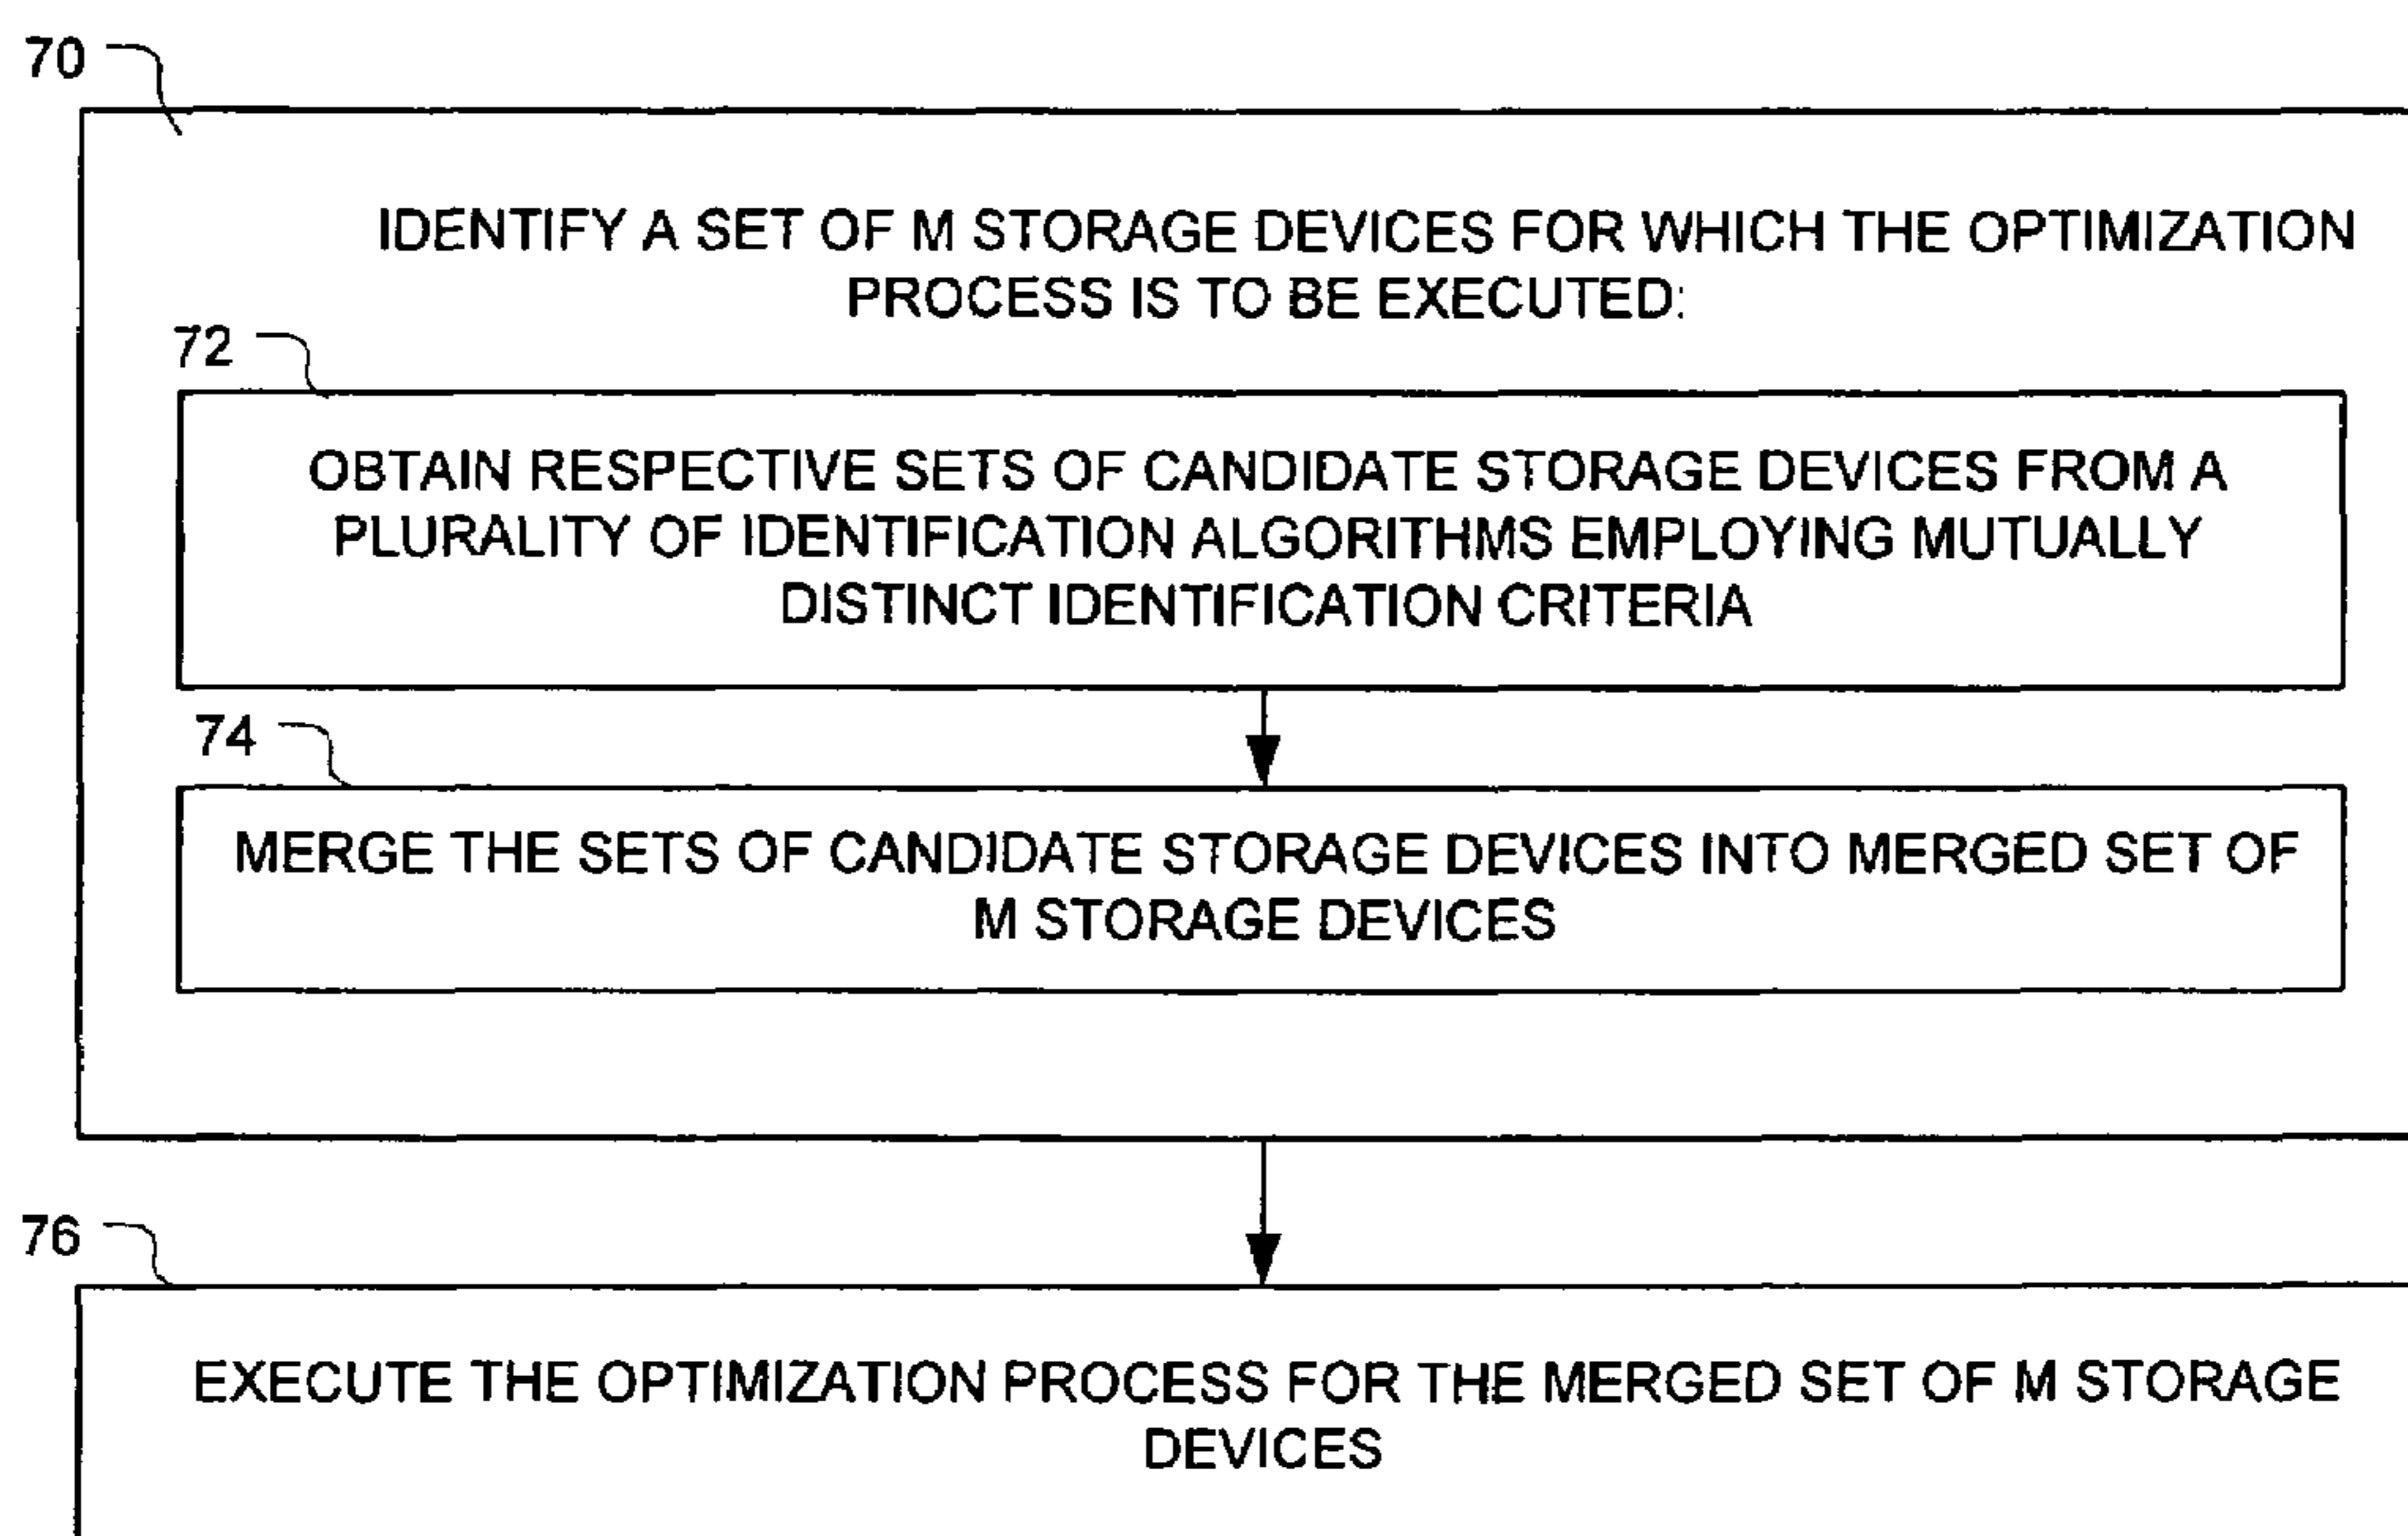 70
IDENTIFY A SET OF M STORAGE DEVICES FOR WHICH THE OPTIMIZATION
PROCESS IS TO BE EXECUTED:
72
OBTAIN RESPECTIVE SETS OF CANDIDATE STORAGE DEVICES FROM A
PLURALITY OF IDENTIFICATION ALGORITHMS EMPLOYING MUTUALLY
DISTINCT IDENTIFICATION CRITERIA
74
MERGE THE SETS OF CANDIDATE STORAGE DEVICES INTO MERGED SET OF
M STORAGE DEVICES
76
EXECUTE THE OPTIMIZATION PROCESS FOR THE MERGED SET OF M STORAGE
DEVICES